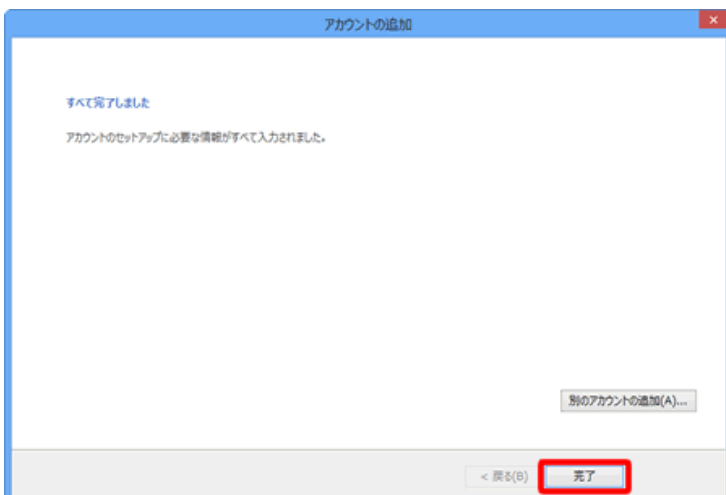 アカウントの追加
すべて完了しました
アカウントのセットアップに必要な情報がすべて入力されました。
別のアカウントの追加(A)...
< 戻る(B)
完了